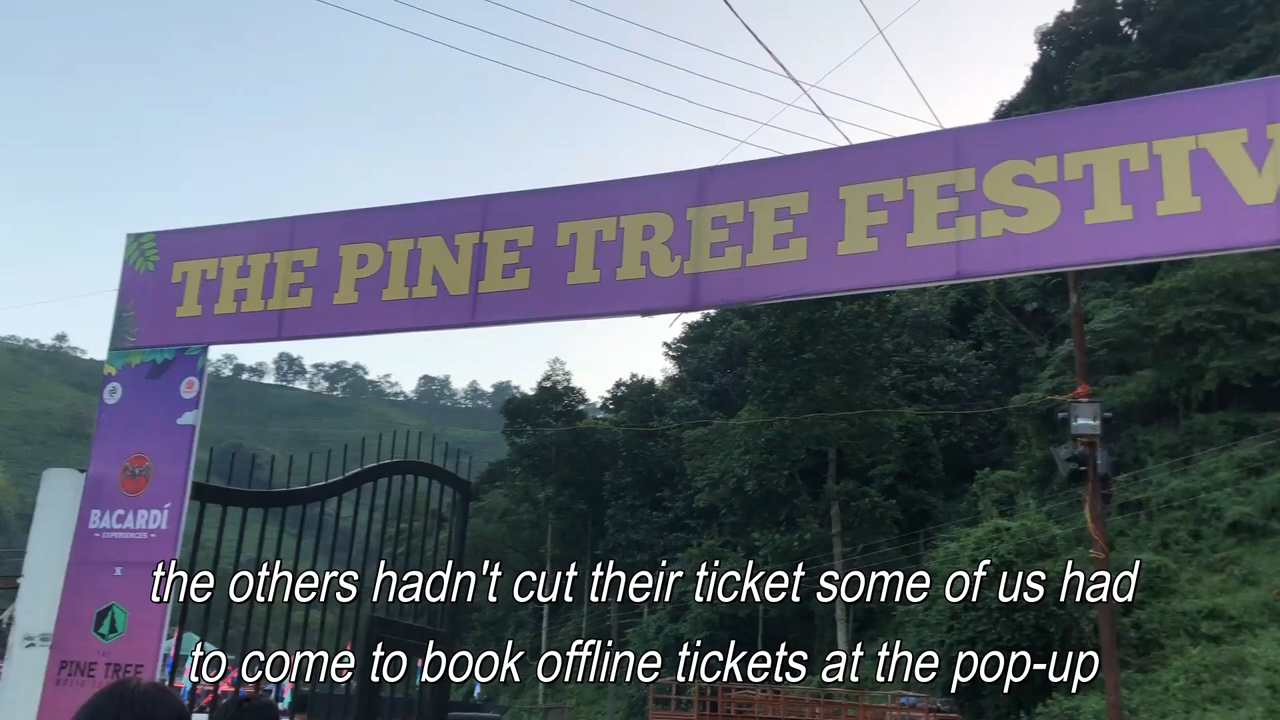 THE PINE TREE FESTIV
BACARDÍ
EXPERIENCES
X
THE
PINE TREE
the others hadn't cut their ticket some of us had
to come to book offline tickets at the pop-up